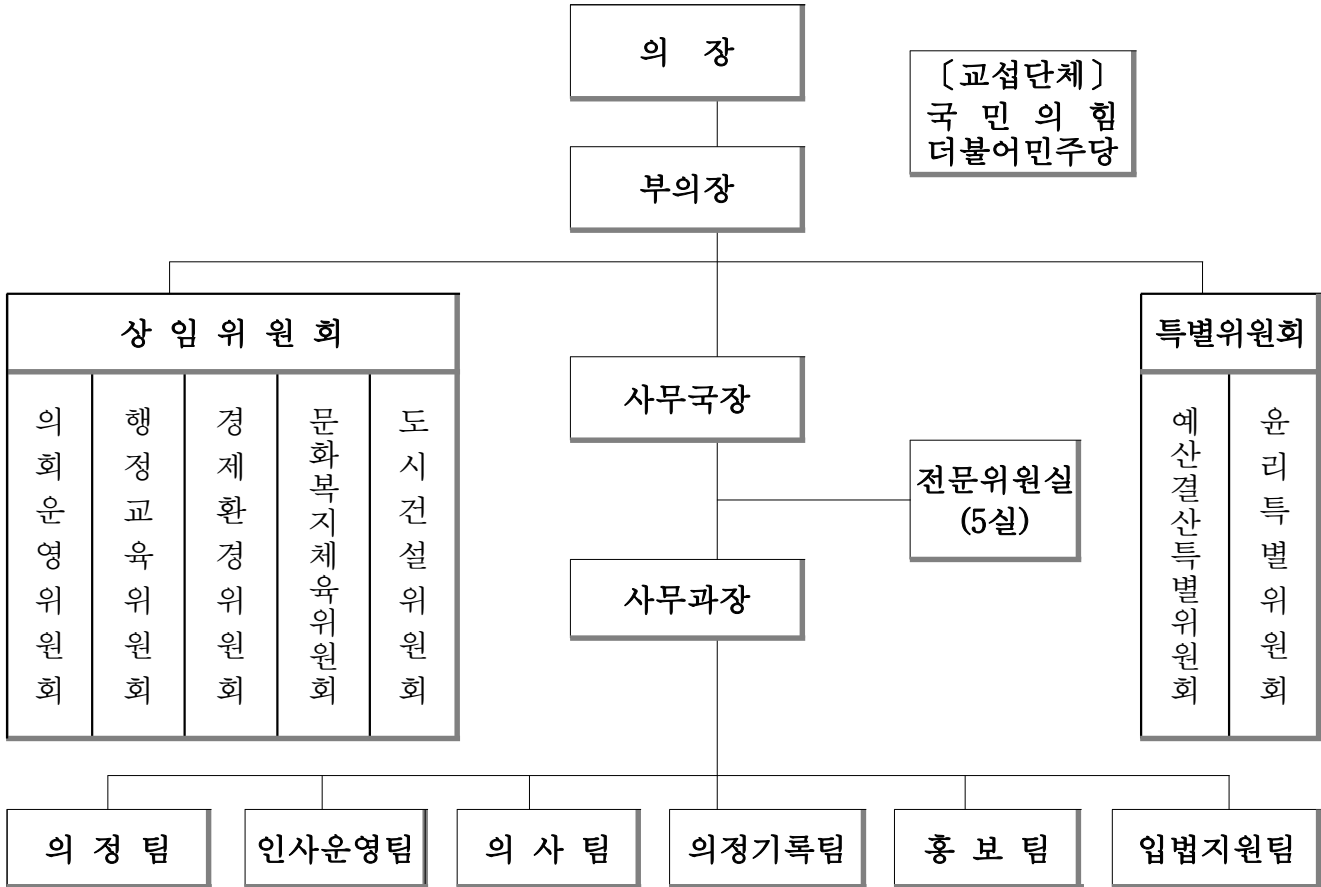 의 장
〔교섭단체〕
국 민 의 힘
더불어민주당
부의장
상 임 위 원 회
의회운영위원회
행정교육위원회
경제환경위원회
문화복지체육위원회
도시건설위원회
사무국장
전문위원실
(5실)
사무과장
특별위원회
예산결산특별위원회
윤리특별위원회
의 정 팀
인사운영팀
의 사 팀
의정기록팀
홍 보 팀
입법지원팀